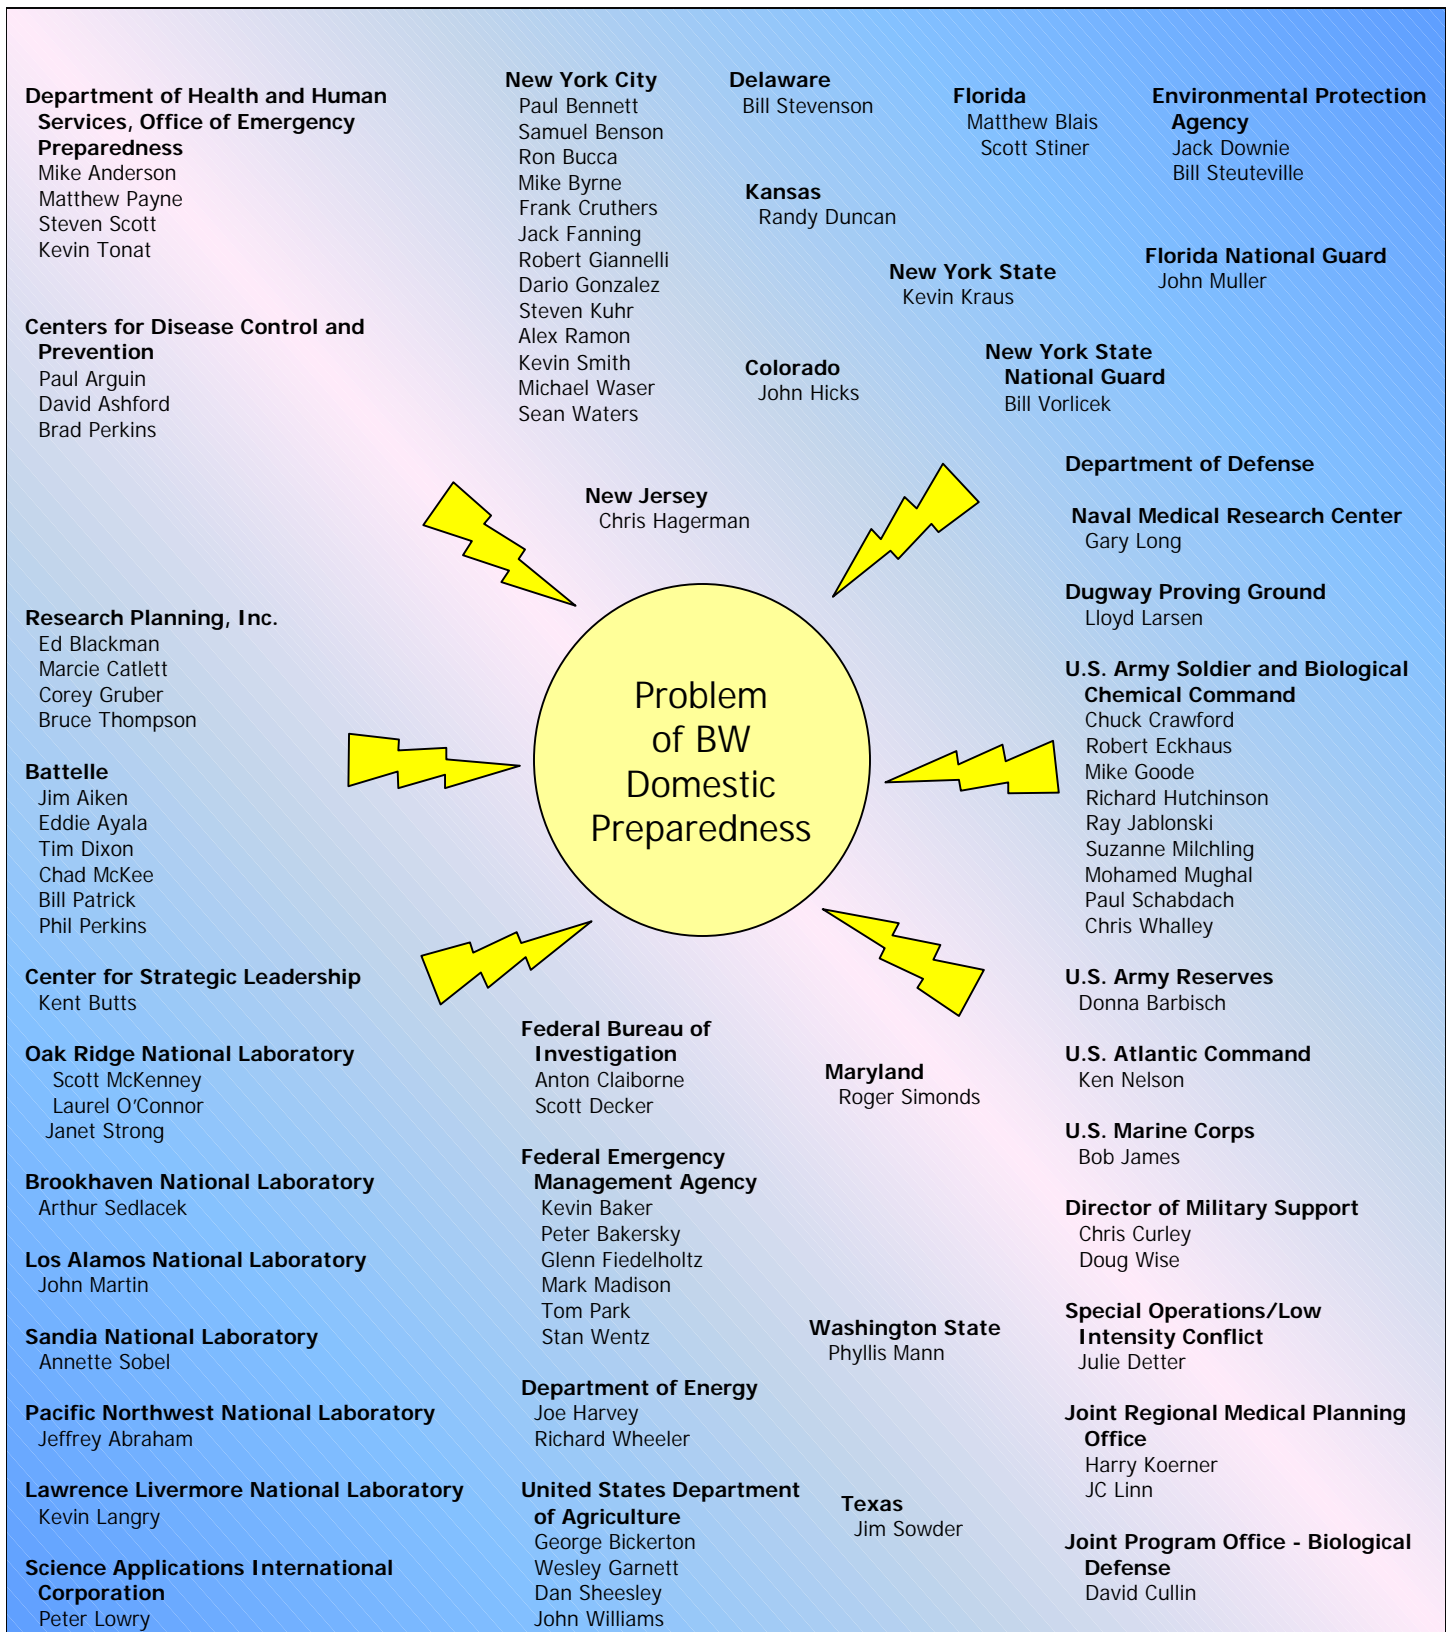 Department of Health and Human
Services, Office of Emergency
Preparedness
Mike Anderson
Matthew Payne
Steven Scott
Kevin Tonat
Centers for Disease Control and
Prevention
Paul Arguin
David Ashford
Brad Perkins
New York City
Paul Bennett
Samuel Benson
Ron Bucca
Mike Byrne
Frank Cruthers
Jack Fanning
Robert Giannelli
Dario Gonzalez
Steven Kuhr
Alex Ramon
Kevin Smith
Michael Waser
Sean Waters
Delaware
Bill Stevenson
Kansas
Randy Duncan
Colorado
John Hicks
Florida
Matthew Blais
Scott Stiner
New York State
Kevin Kraus
New York State
National Guard
Bill Vorlicek
Environmental Protection
Agency
Jack Downie
Bill Steuteville
Florida National Guard
John Muller
New Jersey
Chris Hagerman
Problem
of BW
Domestic
Preparedness
Research Planning, Inc.
Ed Blackman
Marcie Catlett
Corey Gruber
Bruce Thompson
Battelle
Jim Aiken
Eddie Ayala
Tim Dixon
Chad McKee
Bill Patrick
Phil Perkins
Center for Strategic Leadership
Kent Butts
Oak Ridge National Laboratory
Scott McKenney
Laurel O’Connor
Janet Strong
Brookhaven National Laboratory
Arthur Sedlacek
Los Alamos National Laboratory
John Martin
Sandia National Laboratory
Annette Sobel
Pacific Northwest National Laboratory
Jeffrey Abraham
Lawrence Livermore National Laboratory
Kevin Langry
Science Applications International
Corporation
Peter Lowry
Federal Bureau of
Investigation
Anton Claiborne
Scott Decker
Federal Emergency
Management Agency
Kevin Baker
Peter Bakersky
Glenn Fiedelholtz
Mark Madison
Tom Park
Stan Wentz
Department of Energy
Joe Harvey
Richard Wheeler
United States Department
of Agriculture
George Bickerton
Wesley Garnett
Dan Sheesley
John Williams
Maryland
Roger Simonds
Washington State
Phyllis Mann
Texas
Jim Sowder
Department of Defense
Naval Medical Research Center
Gary Long
Dugway Proving Ground
Lloyd Larsen
U.S. Army Soldier and Biological
Chemical Command
Chuck Crawford
Robert Eckhaus
Mike Goode
Richard Hutchinson
Ray Jablonski
Suzanne Milchling
Mohamed Mughal
Paul Schabdach
Chris Whalley
U.S. Army Reserves
Donna Barbisch
U.S. Atlantic Command
Ken Nelson
U.S. Marine Corps
Bob James
Director of Military Support
Chris Curley
Doug Wise
Special Operations/Low
Intensity Conflict
Julie Detter
Joint Regional Medical Planning
Office
Harry Koerner
JC Linn
Joint Program Office - Biological
Defense
David Cullin